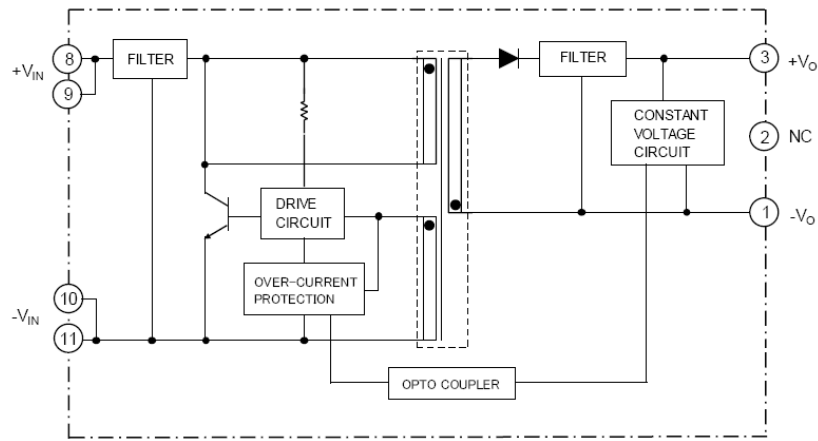 8
+VIN
9
FILTER
FILTER
3
+VO
CONSTANT
VOLTAGE
CIRCUIT
2
NC
DRIVE
CIRCUIT
1
-VO
OVER-CURRENT
PROTECTION
10
-VIN
11
OPTO COUPLER